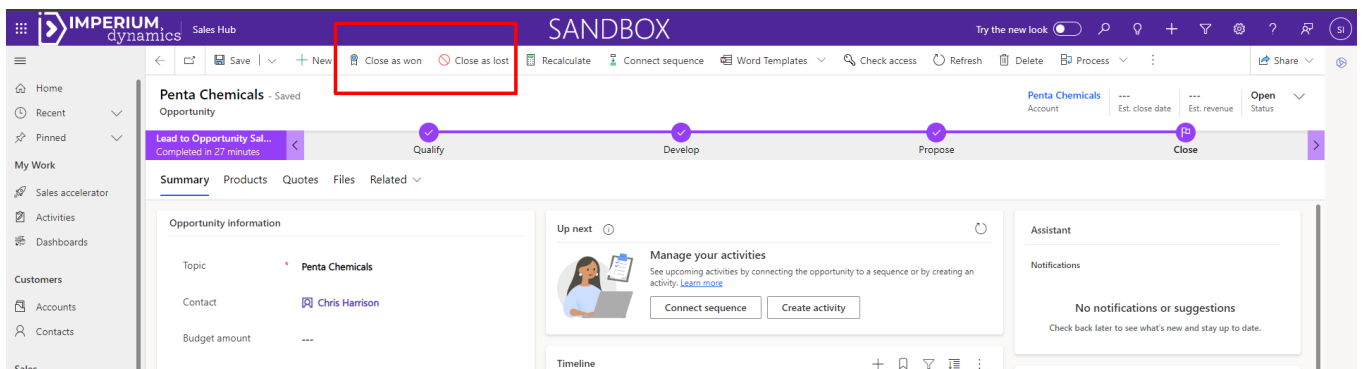 IMPERIUM
dynamics
Sales Hub
SANDBOX
Try the new look
SI
Save
New
Close as won
Close as lost
Recalculate
Connect sequence
Word Templates
Check access
Refresh
Delete
Process
Share
Home
Recent
Pinned
My Work
Sales accelerator
Activities
Dashboards
Customers
Accounts
Contacts
Sales
Penta Chemicals - Saved
Opportunity
Penta Chemicals
Account
---
Est. close date
---
Est. revenue
Open
Status
Lead to Opportunity Sal...
Completed in 27 minutes
Qualify
Develop
Propose
Close
Summary Products Quotes Files Related
Opportunity information
Topic * Penta Chemicals
Contact Chris Harrison
Budget amount ---
Up next
Manage your activities
See upcoming activities by connecting the opportunity to a sequence or by creating an
activity. Learn more
Connect sequence
Create activity
Timeline
Assistant
Notifications
No notifications or suggestions
Check back later to see what's new and stay up to date.